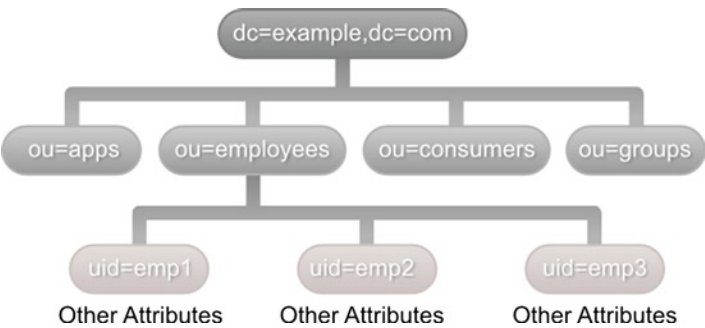 dc=example,dc=com
ou=apps ou=employees ou=consumers ou=groups
uid=emp1 uid=emp2 uid=emp3
Other Attributes Other Attributes Other Attributes